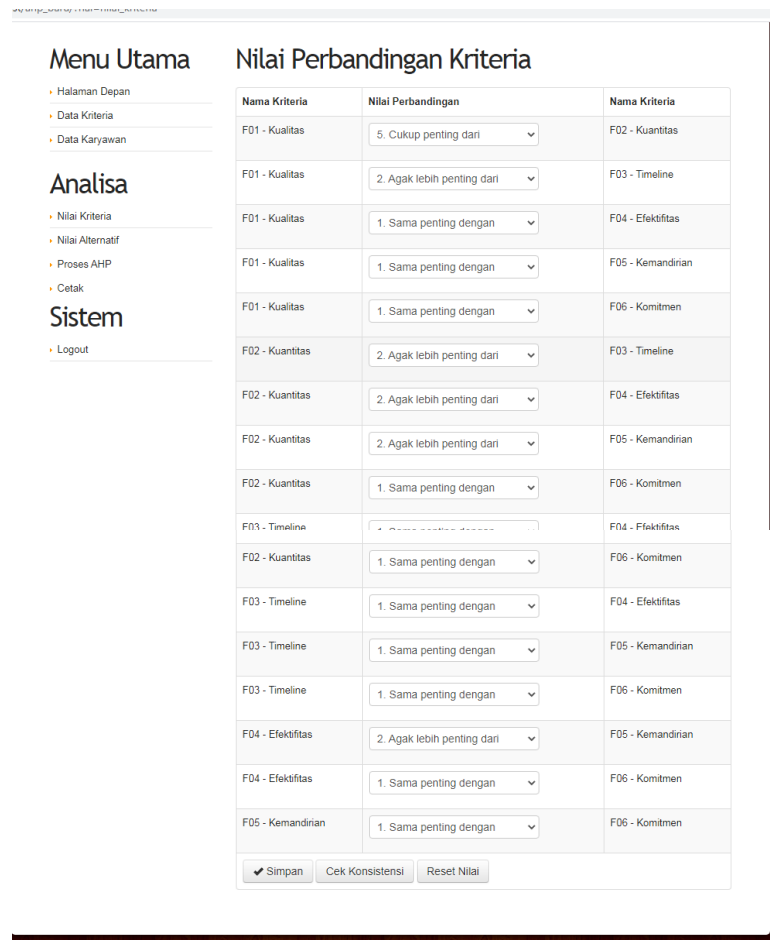 Menu Utama
Halaman Depan
Data Kriteria
Data Karyawan
Analisa
Nilai Kriteria
Nilai Alternatif
Proses AHP
Cetak
Sistem
Logout
Nilai Perbandingan Kriteria
Nama Kriteria Nilai Perbandingan Nama Kriteria
F01 - Kualitas 5. Cukup penting dari F02 - Kuantitas
F01 - Kualitas 2. Agak lebih penting dari F03 - Timeline
F01 - Kualitas 1. Sama penting dengan F04 - Efektifitas
F01 - Kualitas 1. Sama penting dengan F05 - Kemandirian
F01 - Kualitas 1. Sama penting dengan F06 - Komitmen
F02 - Kuantitas 2. Agak lebih penting dari F03 - Timeline
F02 - Kuantitas 2. Agak lebih penting dari F04 - Efektifitas
F02 - Kuantitas 2. Agak lebih penting dari F05 - Kemandirian
F02 - Kuantitas 1. Sama penting dengan F06 - Komitmen
F03 - Timeline 1. Sama penting dengan F04 - Efektifitas
F02 - Kuantitas 1. Sama penting dengan F06 - Komitmen
F03 - Timeline 1. Sama penting dengan F04 - Efektifitas
F03 - Timeline 1. Sama penting dengan F05 - Kemandirian
F03 - Timeline 1. Sama penting dengan F06 - Komitmen
F04 - Efektifitas 2. Agak lebih penting dari F05 - Kemandirian
F04 - Efektifitas 1. Sama penting dengan F06 - Komitmen
F05 - Kemandirian 1. Sama penting dengan F06 - Komitmen
Simpan Cek Konsistensi Reset Nilai